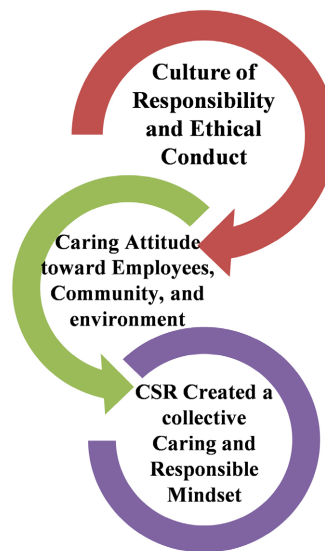 Culture of
Responsibility
and Ethical
Conduct
Caring Attitude
toward Employees,
Community, and
environment
CSR Created a
collective
Caring and
Responsible
Mindset